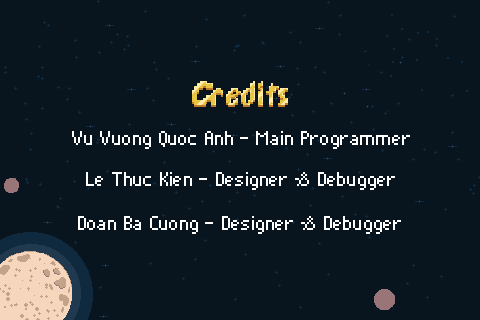 Credits
Vu Vuong Quoc Anh - Main Programmer
Le Thuc Kien - Designer & Debugger
Doan Ba Cuong - Designer & Debugger